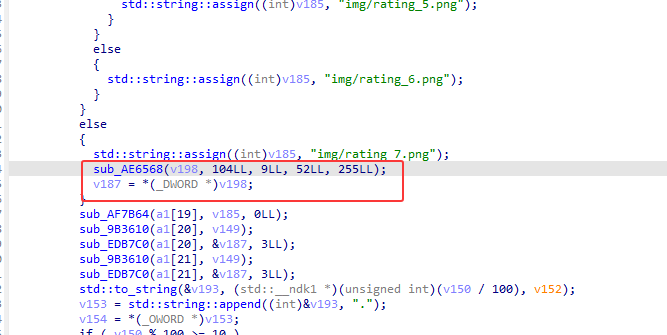 std::string::assign((int)v185, "img/rating_5.png");
}
}
else
{
std::string::assign((int)v185, "img/rating_6.png");
}
}
else
{
std::string::assign((int)v185, "img/rating_7.png");
sub_AE6568(v198, 104LL, 9LL, 52LL, 255LL);
v187 = *(_DWORD *)v198;
}
sub_AF7B64(a1[19], v185, 0LL);
sub_9B3610(a1[20], v149);
sub_EDB7C0(a1[20], &v187, 3LL);
sub_9B3610(a1[21], v149);
sub_EDB7C0(a1[21], &v187, 3LL);
std::to_string(&v193, (std::__ndk1 *)(unsigned int)(v150 / 100), v152);
v153 = std::string::append((int)&v193, ".");
v154 = *(_OWORD *)v153;
if ( v150 % 100 >= 10 )